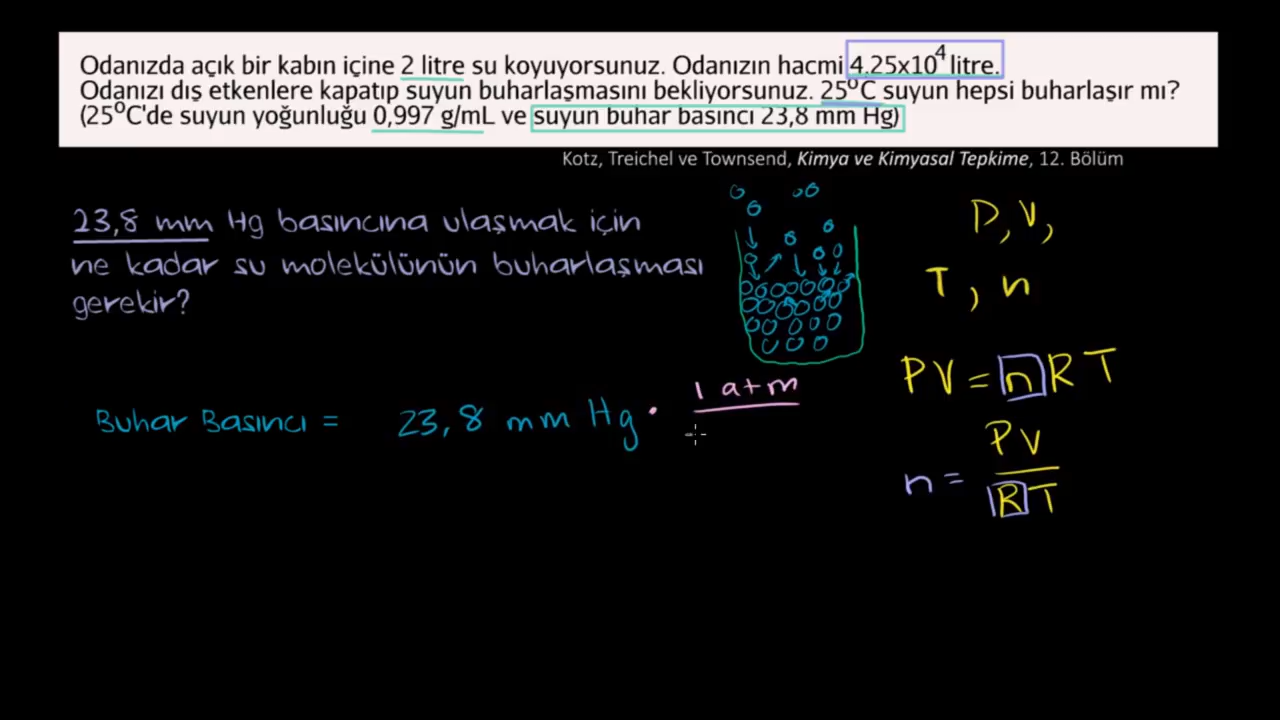 Odanızda açık bir kabın içine 2 litre su koyuyorsunuz. Odanızın hacmi 4.25x10⁴ litre.
Odanızı dış etkenlere kapatıp suyun buharlaşmasını bekliyorsunuz. 25⁰C suyun hepsi buharlaşır mı?
(25⁰C'de suyun yoğunluğu 0,997 g/mL ve suyun buhar basıncı 23,8 mm Hg)
Kotz, Treichel ve Townsend, Kimya ve Kimyasal Tepkime, 12. Bölüm
23,8 mm Hg basıncına ulaşmak için
ne kadar su molekülünün buharlaşması
gerekir?
D, V,
T, n
PV = nRT
Buhar Basıncı = 23,8 mm Hg · 1 atm
n = PV
RT